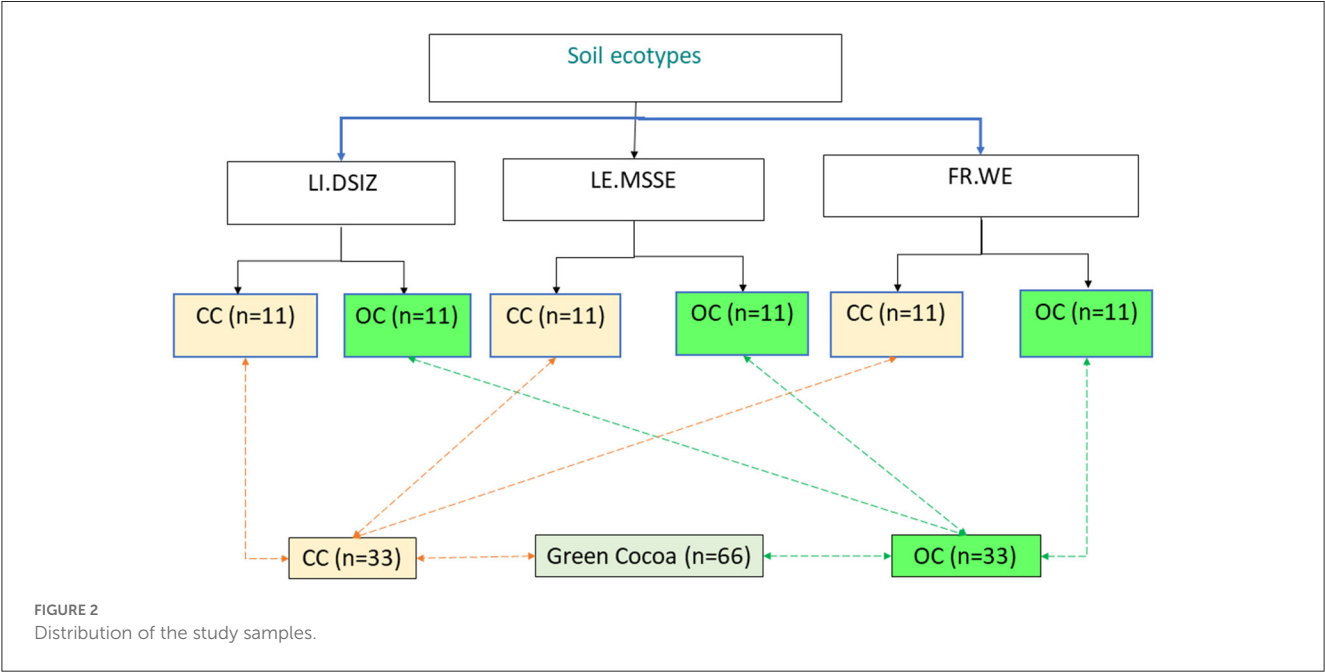 Soil ecotypes
LI.DSIZ
LE.MSSE
FR.WE
CC (n=11)
OC (n=11)
CC (n=11)
OC (n=11)
CC (n=11)
OC (n=11)
CC (n=33)
Green Cocoa (n=66)
OC (n=33)
FIGURE 2
Distribution of the study samples.